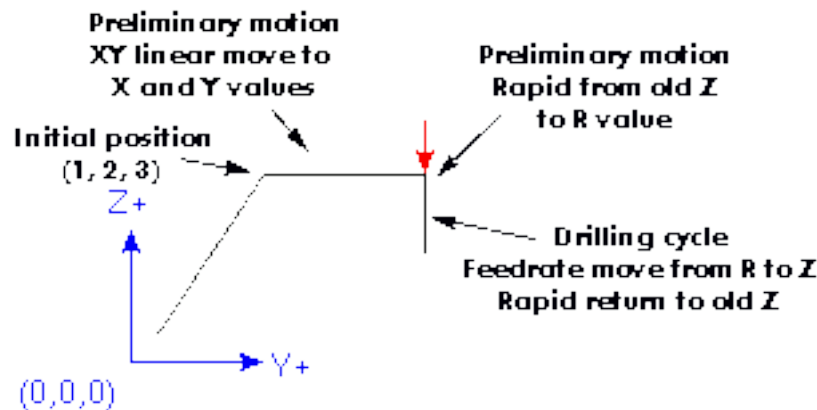 Preliminary motion
XY linear move to
X and Y values
Preliminary motion
Rapid from old Z
to R value
Initial position
(1, 2, 3)
Z+
Drilling cycle
Feedrate move from R to Z
Rapid return to old Z
Y+
(0,0,0)